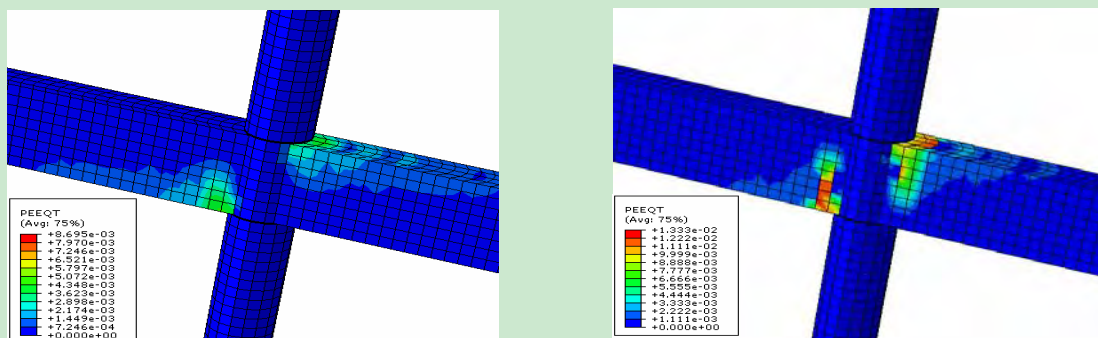 PEEQT
(Avg: 75%)
+8.695e-03
+7.970e-03
+7.246e-03
+6.521e-03
+5.797e-03
+5.072e-03
+4.348e-03
+3.623e-03
+2.898e-03
+2.174e-03
+1.449e-03
+7.246e-04
+0.000e+00
PEEQT
(Avg: 75%)
+1.333e-02
+1.222e-02
+1.111e-02
+9.999e-03
+8.888e-03
+7.777e-03
+6.666e-03
+5.555e-03
+4.444e-03
+3.333e-03
+2.222e-03
+1.111e-03
+0.000e+00